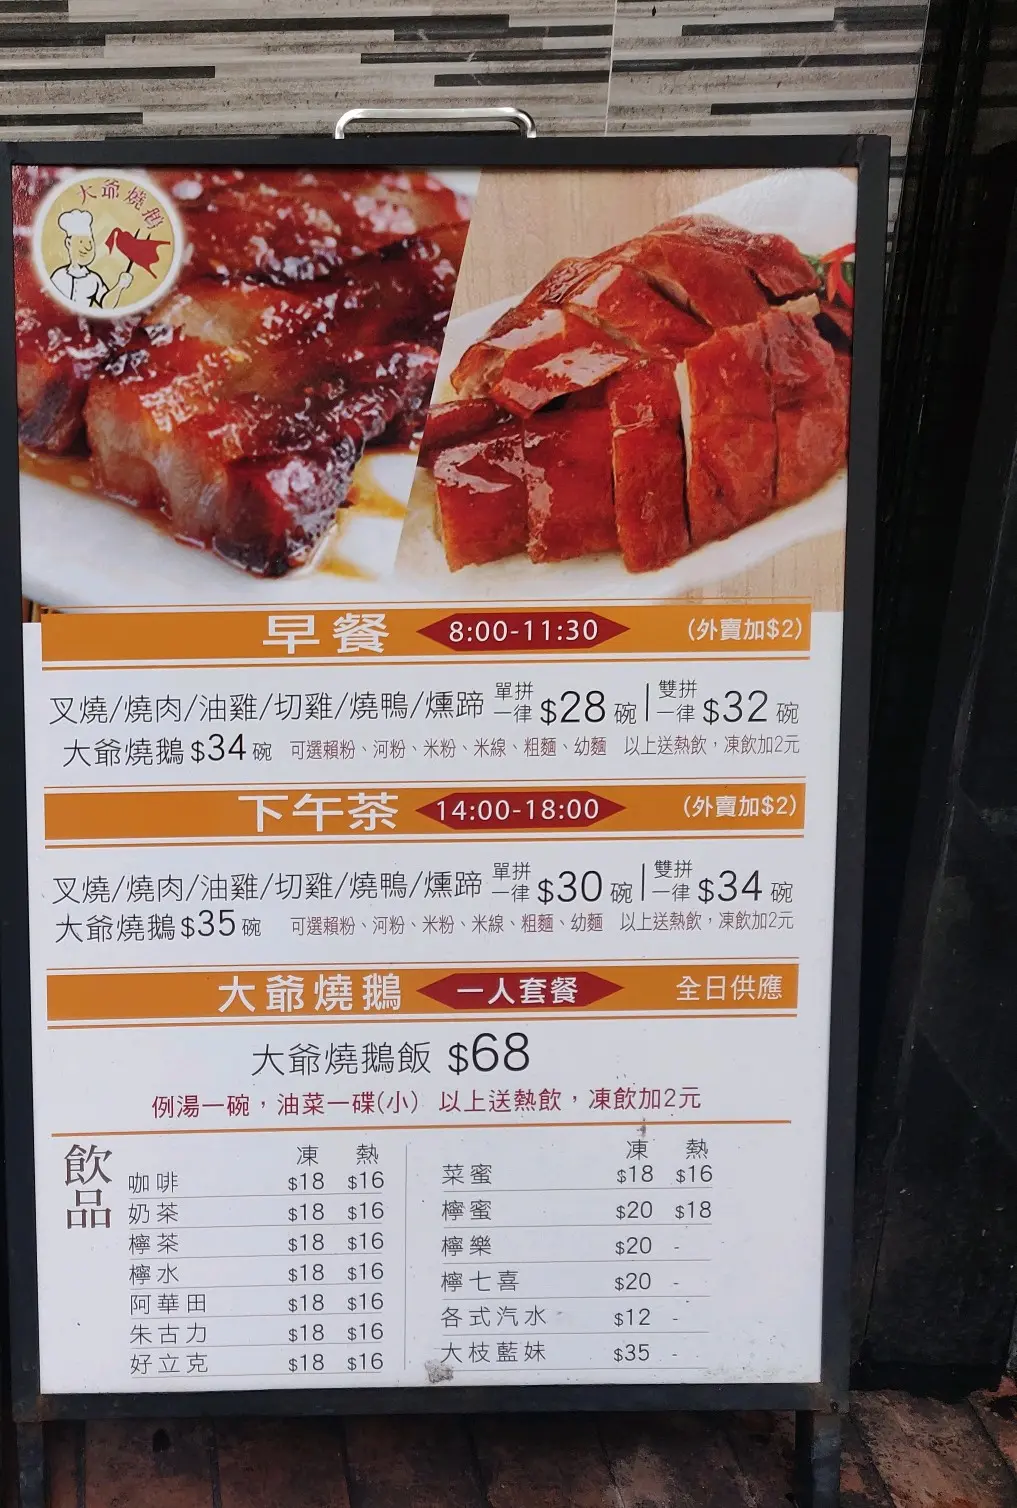 大爺燒鵝
早餐 8:00-11:30 (外賣加$2)
叉燒/燒肉/油雞/切雞/燒鴨/燻蹄 單拼一律 $28 碗 | 雙拼一律 $32 碗
大爺燒鵝 $34 碗 可選賴粉、河粉、米粉、米線、粗麵、幼麵 以上送熱飲，凍飲加2元
下午茶 14:00-18:00 (外賣加$2)
叉燒/燒肉/油雞/切雞/燒鴨/燻蹄 單拼一律 $30 碗 | 雙拼一律 $34 碗
大爺燒鵝 $35 碗 可選賴粉、河粉、米粉、米線、粗麵、幼麵 以上送熱飲，凍飲加2元
大爺燒鵝 一人套餐 全日供應
大爺燒鵝飯 $68
例湯一碗，油菜一碟(小) 以上送熱飲，凍飲加2元
飲品
凍 熱
咖啡 $18 $16
奶茶 $18 $16
檸茶 $18 $16
檸水 $18 $16
阿華田 $18 $16
朱古力 $18 $16
好立克 $18 $16
凍 熱
菜蜜 $18 $16
檸蜜 $20 $18
檸樂 $20 -
檸七喜 $20 -
各式汽水 $12 -
大枝藍妹 $35 -